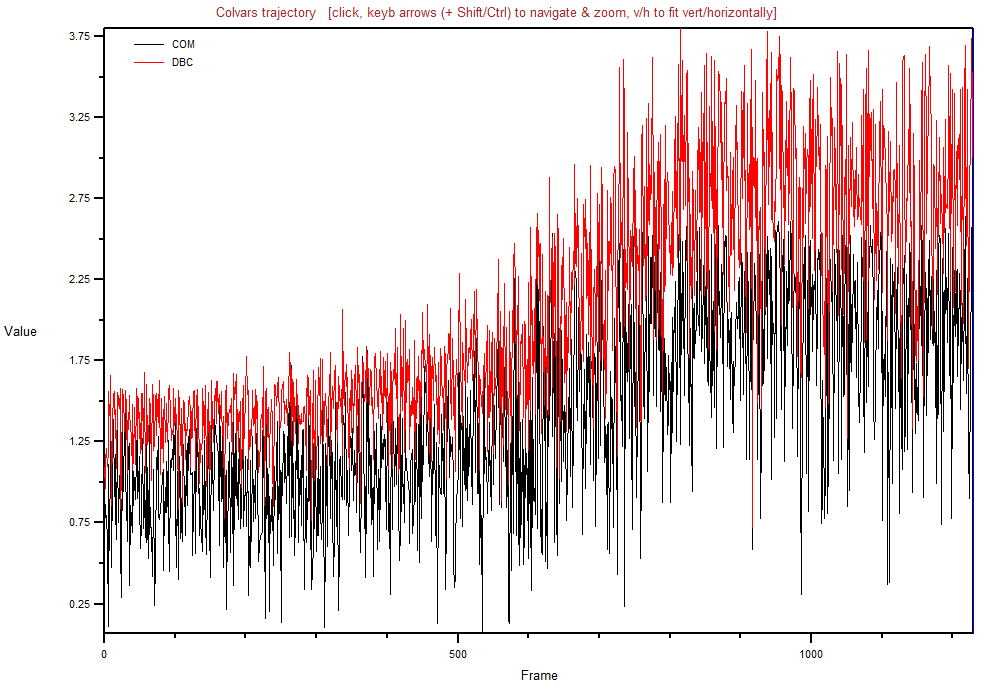 Colvars trajectory [click, keyb arrows (+ Shift/Ctrl) to navigate & zoom, v/h to fit vert/horizontally]
3.75
COM
DBC
3.25
2.75
2.25
Value
1.75
1.25
0.75
0.25
0
500
1000
Frame